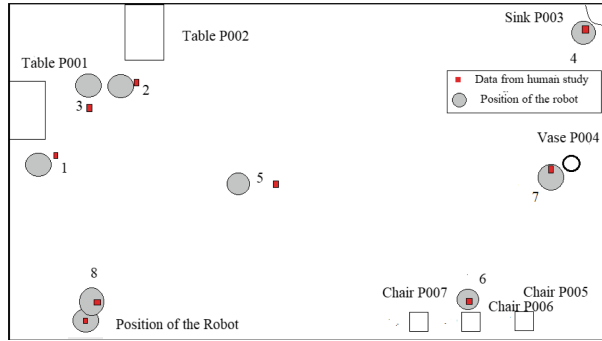 Sink P003
Table P002
4
Table P001
Data from human study
Position of the robot
2
3
Vase P004
1
5
7
8
6
Chair P007
Chair P005
Chair P006
Position of the Robot